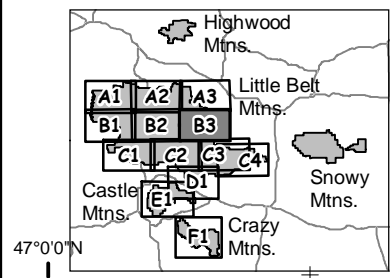 Highwood
Mtns.
Little Belt
Mtns.
A1 A2 A3
B1 B2 B3
C1 C2 C3 C4
D1
Snowy
Mtns.
Castle
Mtns.
E1
F1
Crazy
Mtns.
47°0'0"N